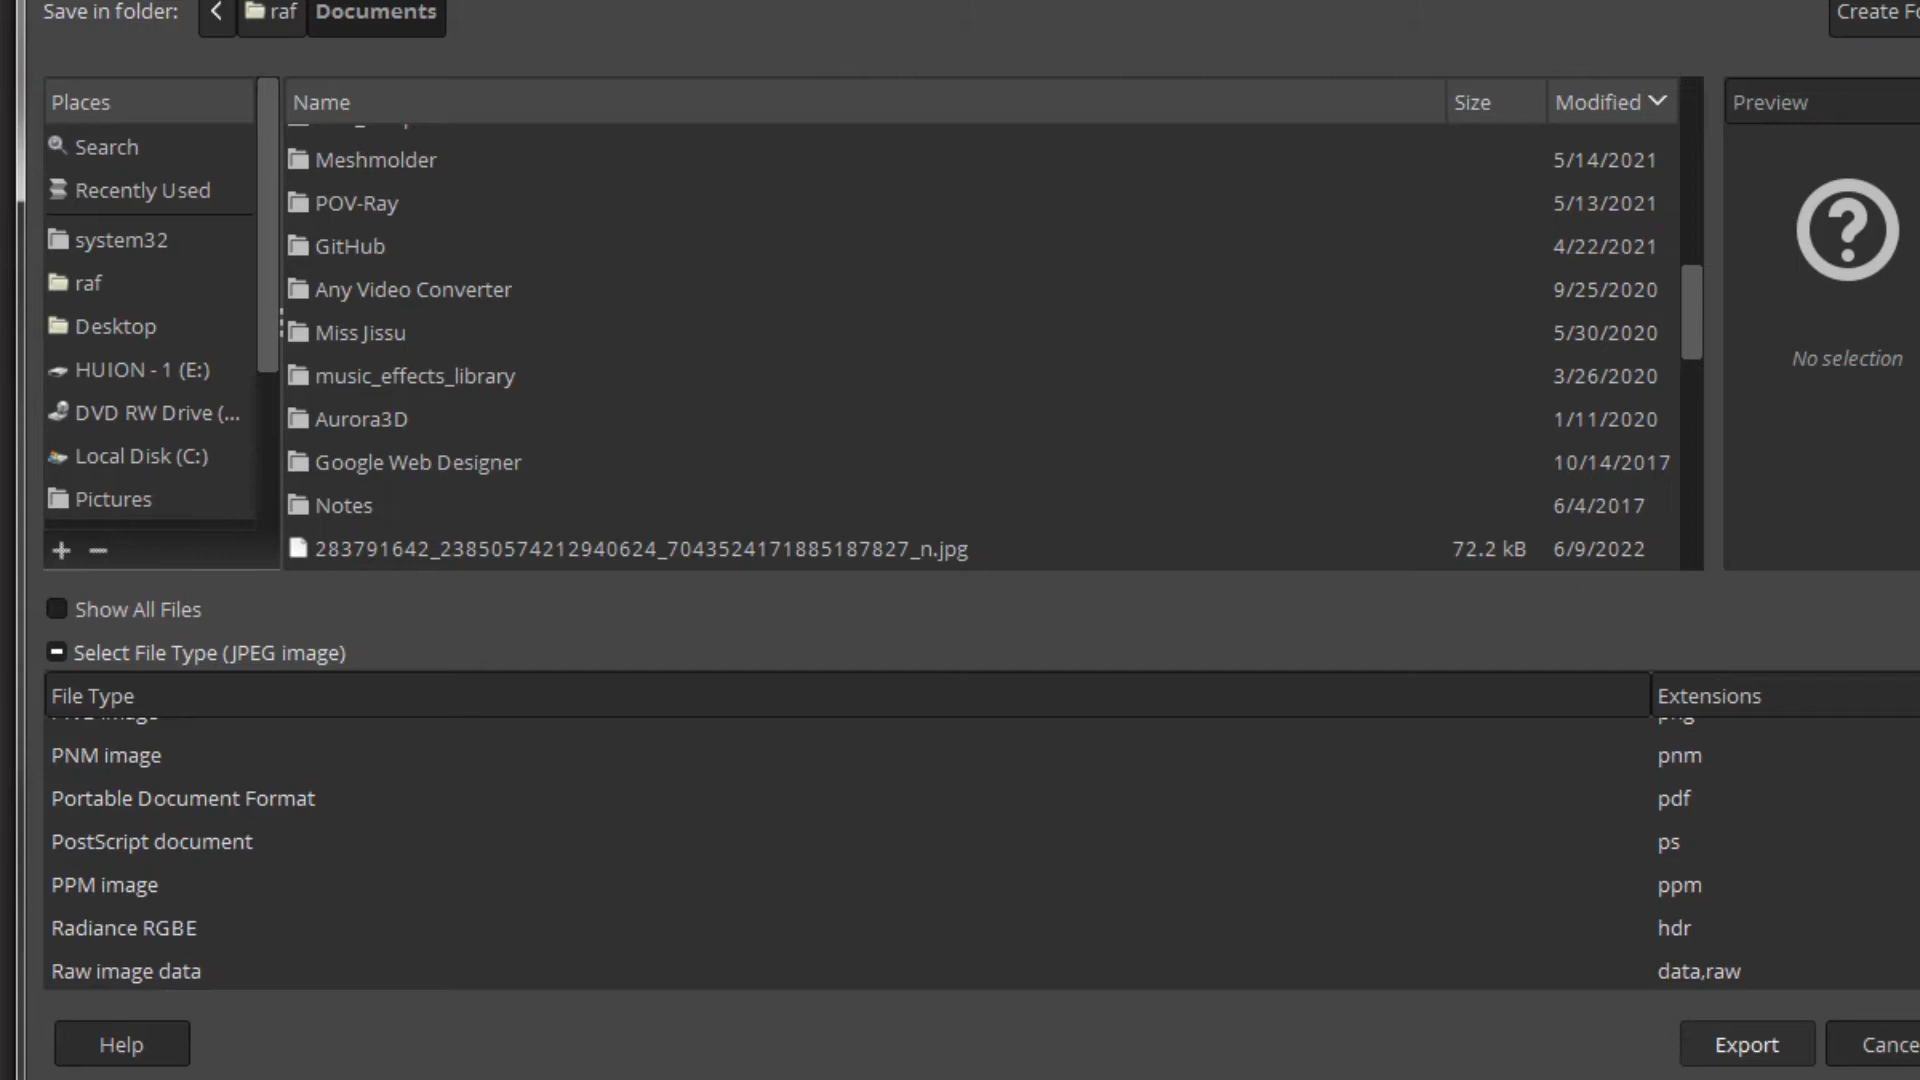 Save in folder: raf Documents Create Fo
Places
Search
Recently Used
system32
raf
Desktop
HUION - 1 (E:)
DVD RW Drive (...
Local Disk (C:)
Pictures
Name Size Modified
Meshmolder 5/14/2021
POV-Ray 5/13/2021
GitHub 4/22/2021
Any Video Converter 9/25/2020
Miss Jissu 5/30/2020
music_effects_library 3/26/2020
Aurora3D 1/11/2020
Google Web Designer 10/14/2017
Notes 6/4/2017
283791642_23850574212940624_7043524171885187827_n.jpg 72.2 kB 6/9/2022
Preview
No selection
Show All Files
Select File Type (JPEG image)
File Type Extensions
PNM image pnm
Portable Document Format pdf
PostScript document ps
PPM image ppm
Radiance RGBE hdr
Raw image data data,raw
Help Export Cance